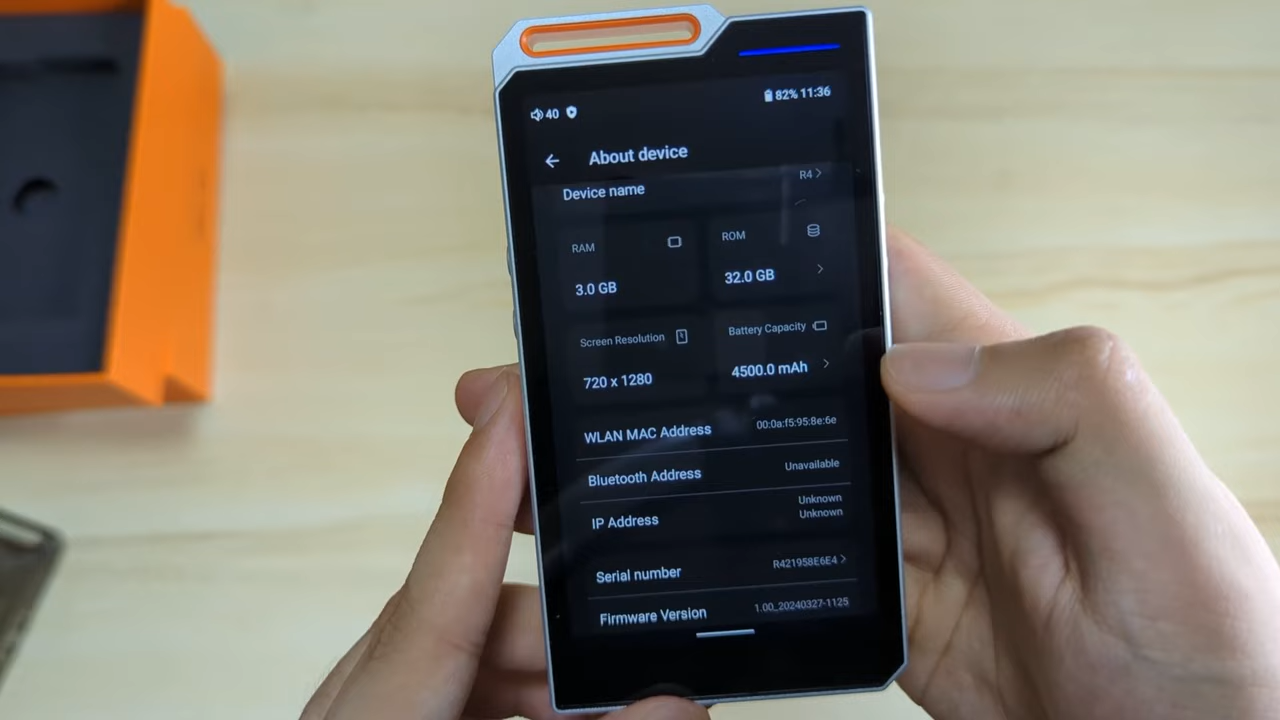 40
82% 11:36
About device
Device name R4
RAM ROM
3.0 GB 32.0 GB
Screen Resolution Battery Capacity
720 x 1280 4500.0 mAh
WLAN MAC Address 00:0a:f5:95:8e:6e
Bluetooth Address Unavailable
IP Address Unknown
Unknown
Serial number R421958E6E4
Firmware Version 1.00_20240327-1125